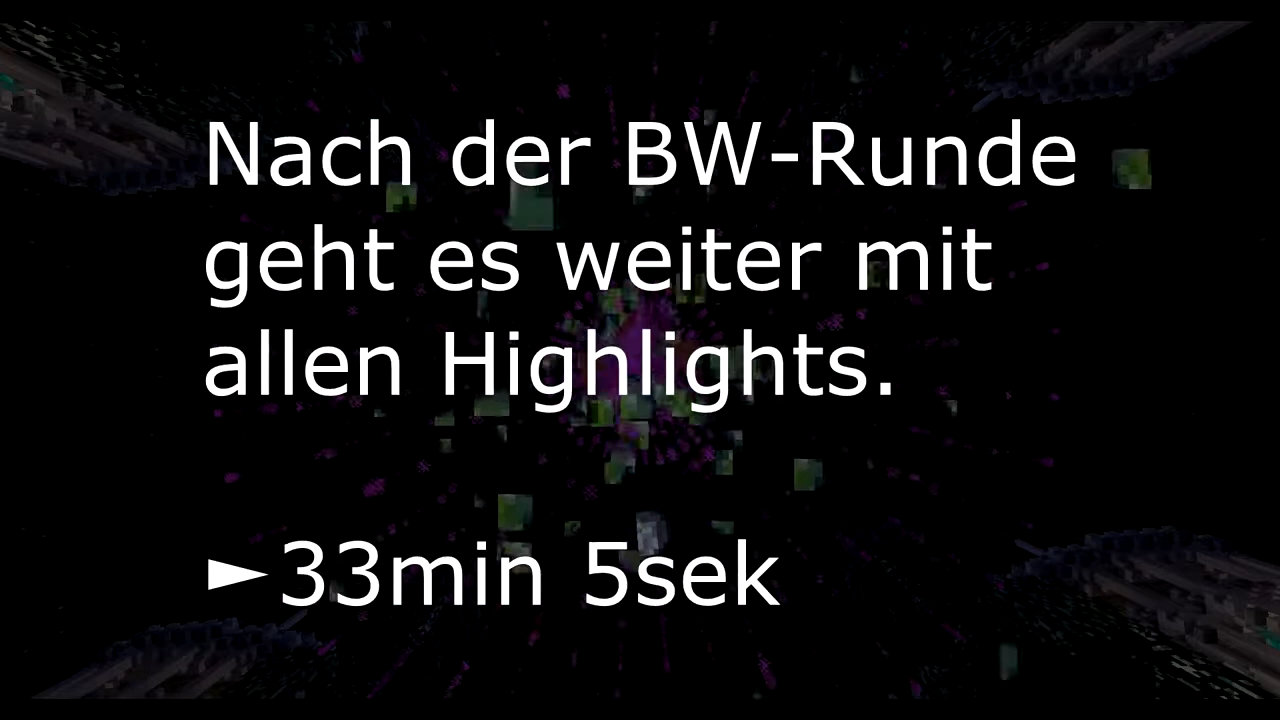 Nach der BW-Runde
geht es weiter mit
allen Highlights.
►33min 5sek